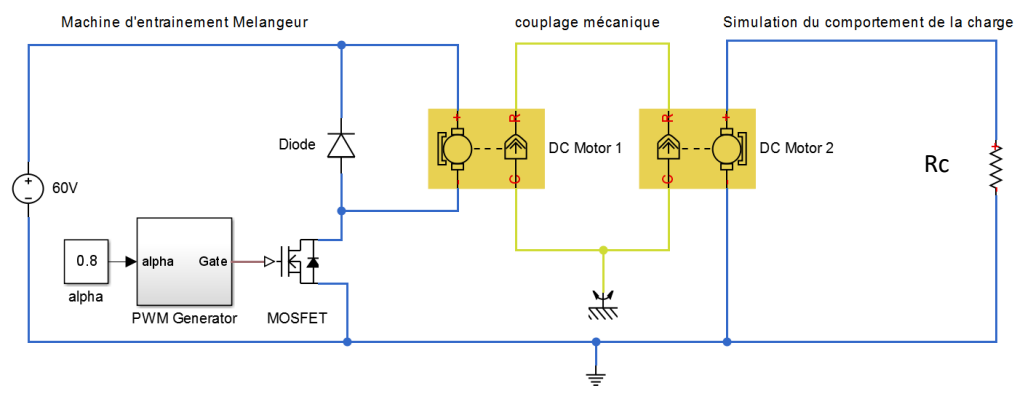 Machine d'entrainement Melangeur
couplage mécanique
Simulation du comportement de la charge
+
+
R
R
+
Diode
DC Motor 1
DC Motor 2
+
Rc
+
-
60V
-
C
C
-
-
0.8
alpha
Gate
alpha
PWM Generator
MOSFET